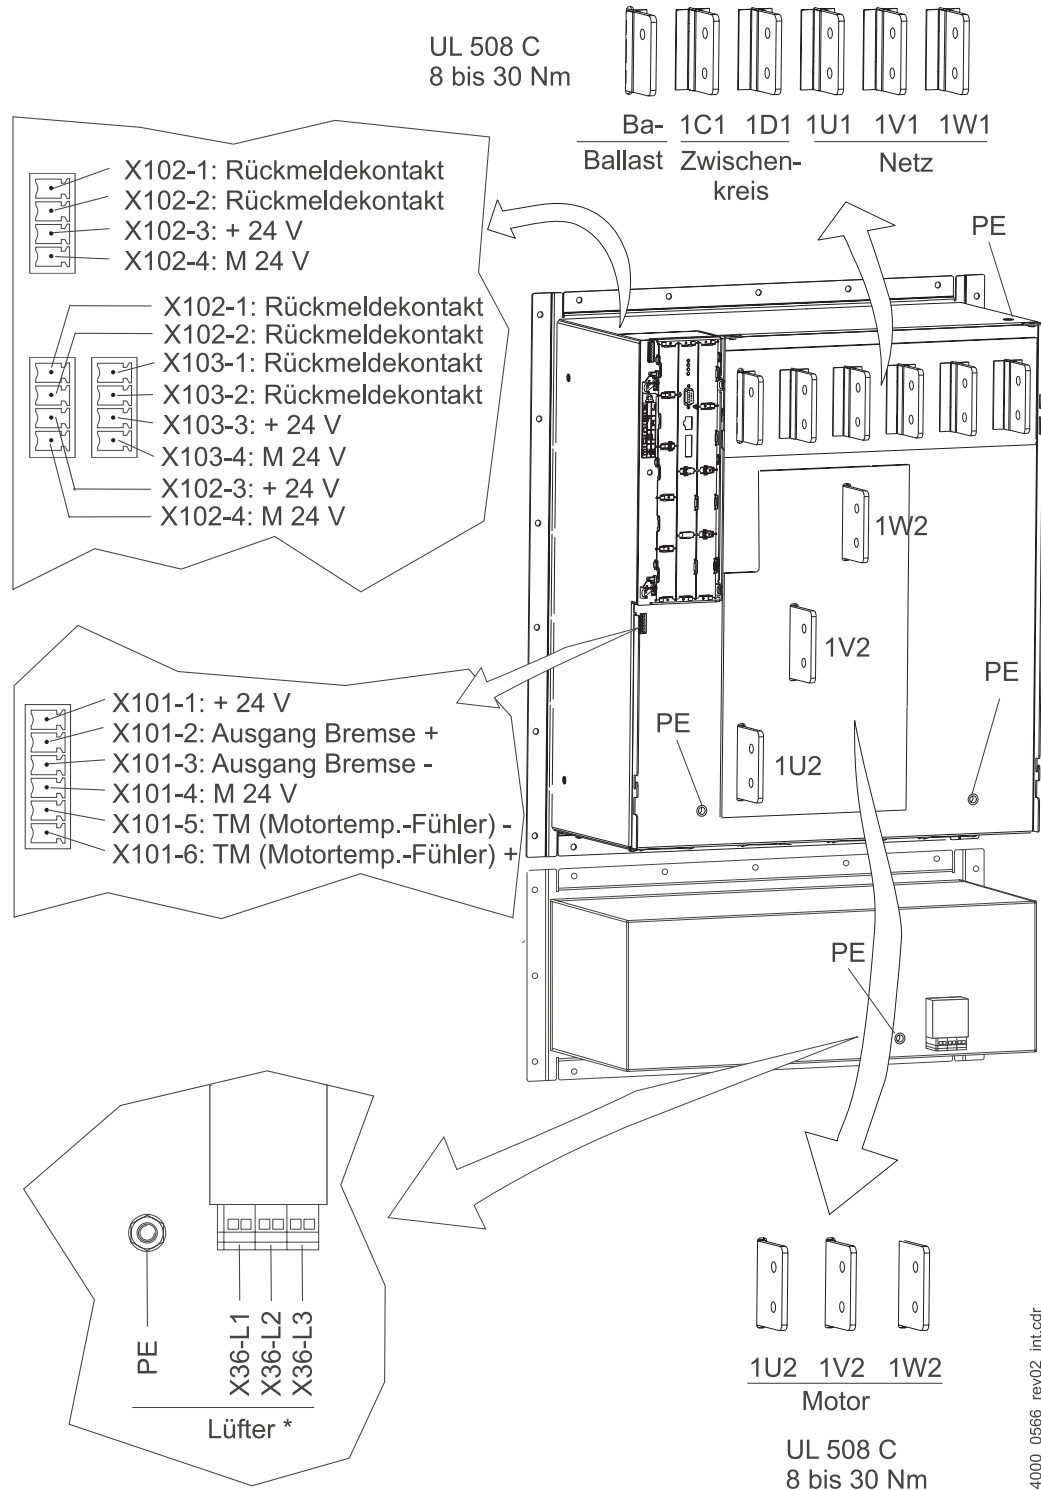 UL 508 C
8 bis 30 Nm
Ba- 1C1 1D1 1U1 1V1 1W1
Ballast Zwischen- Netz
kreis
X102-1: Rückmeldekontakt
X102-2: Rückmeldekontakt
X102-3: + 24 V
X102-4: M 24 V
X102-1: Rückmeldekontakt
X102-2: Rückmeldekontakt
X103-1: Rückmeldekontakt
X103-2: Rückmeldekontakt
X103-3: + 24 V
X103-4: M 24 V
X102-3: + 24 V
X102-4: M 24 V
PE
1W2
1V2
1U2
PE
PE
X101-1: + 24 V
X101-2: Ausgang Bremse +
X101-3: Ausgang Bremse -
X101-4: M 24 V
X101-5: TM (Motortemp.-Fühler) -
X101-6: TM (Motortemp.-Fühler) +
PE
PE
X36-L1
X36-L2
X36-L3
Lüfter *
1U2 1V2 1W2
Motor
UL 508 C
8 bis 30 Nm
4000_0566_rev02_int.cdr